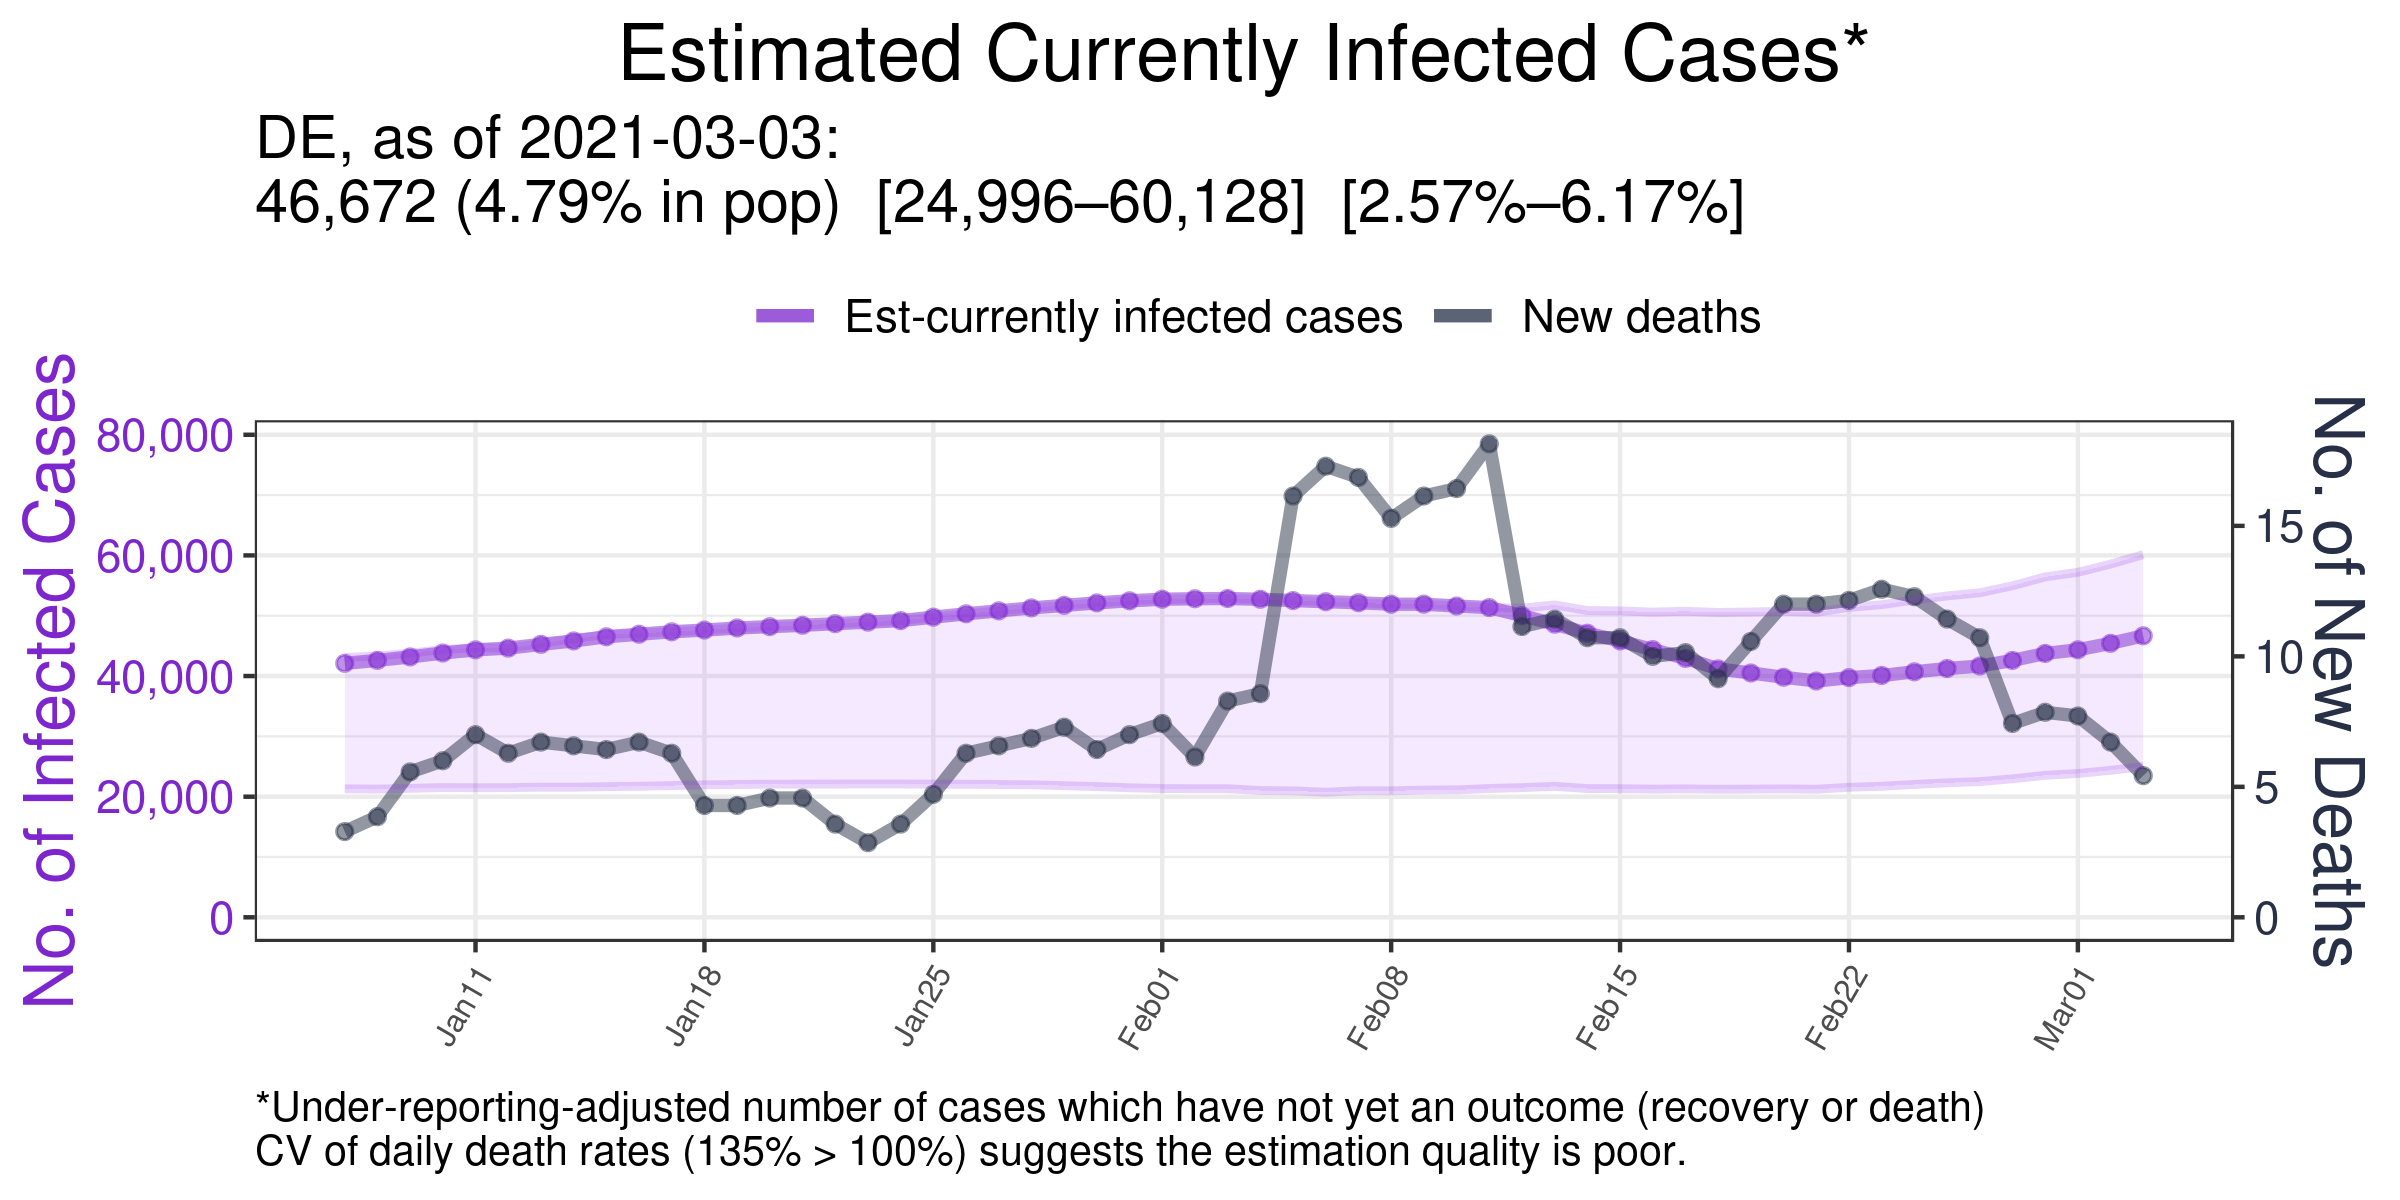 Estimated Currently Infected Cases*
DE, as of 2021-03-03:
46,672 (4.79% in pop)  [24,996–60,128]  [2.57%–6.17%]
Est-currently infected cases
New deaths
No. of Infected Cases
80,000
60,000
40,000
20,000
0
No. of New Deaths
15
10
5
0
Jan11
Jan18
Jan25
Feb01
Feb08
Feb15
Feb22
Mar01
*Under-reporting-adjusted number of cases which have not yet an outcome (recovery or death)
CV of daily death rates (135% > 100%) suggests the estimation quality is poor.